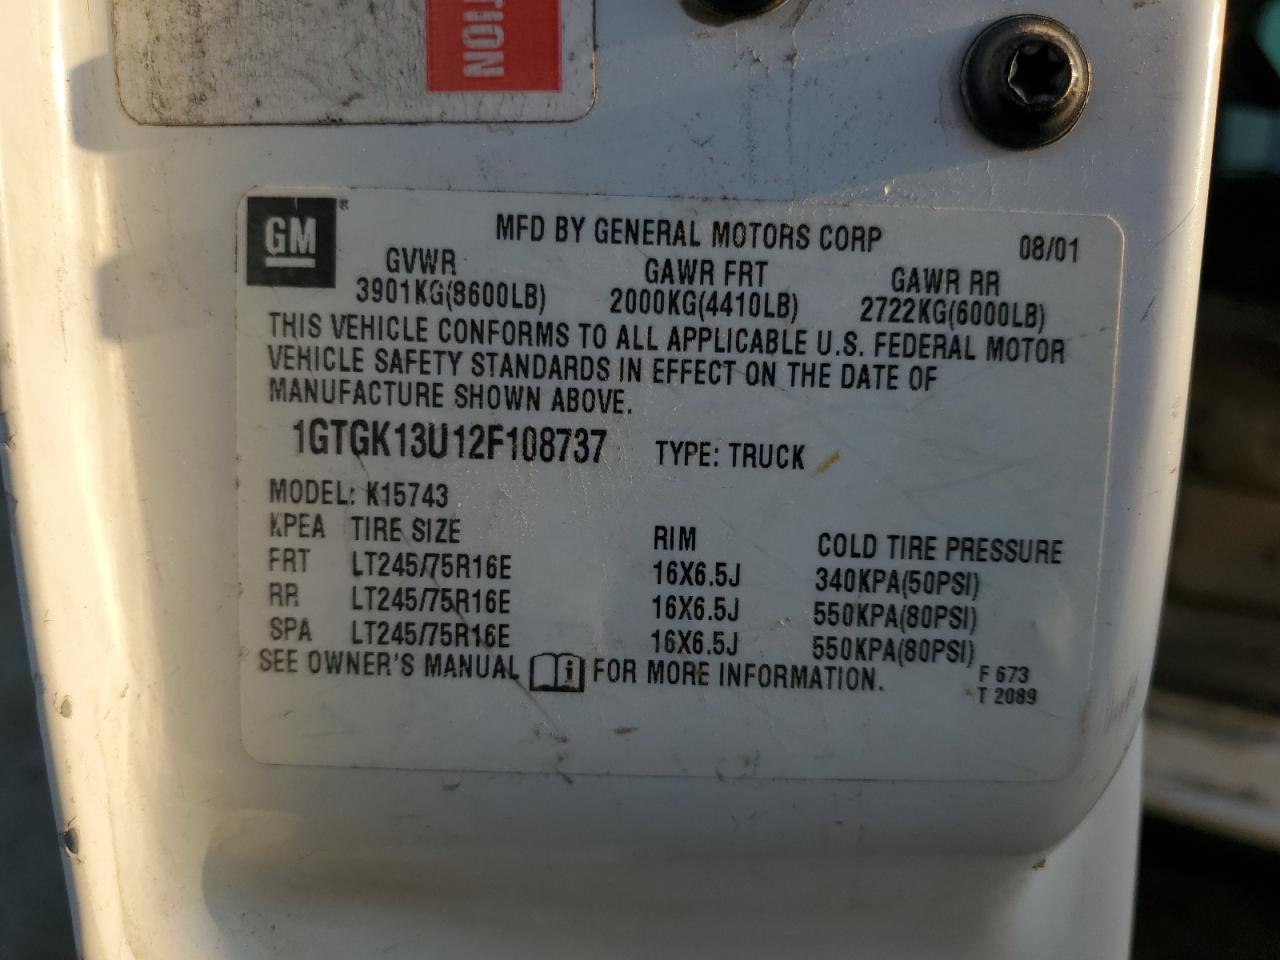 TION
GM®
MFD BY GENERAL MOTORS CORP 08/01
GVWR GAWR FRT GAWR RR
3901KG(8600LB) 2000KG(4410LB) 2722KG(6000LB)
THIS VEHICLE CONFORMS TO ALL APPLICABLE U.S. FEDERAL MOTOR
VEHICLE SAFETY STANDARDS IN EFFECT ON THE DATE OF
MANUFACTURE SHOWN ABOVE.
1GTGK13U12F108737 TYPE: TRUCK
MODEL: K15743
KPEA TIRE SIZE RIM COLD TIRE PRESSURE
FRT LT245/75R16E 16X6.5J 340KPA(50PSI)
RR LT245/75R16E 16X6.5J 550KPA(80PSI)
SPA LT245/75R16E 16X6.5J 550KPA(80PSI)
SEE OWNER'S MANUAL i FOR MORE INFORMATION.
F 673
T 2089